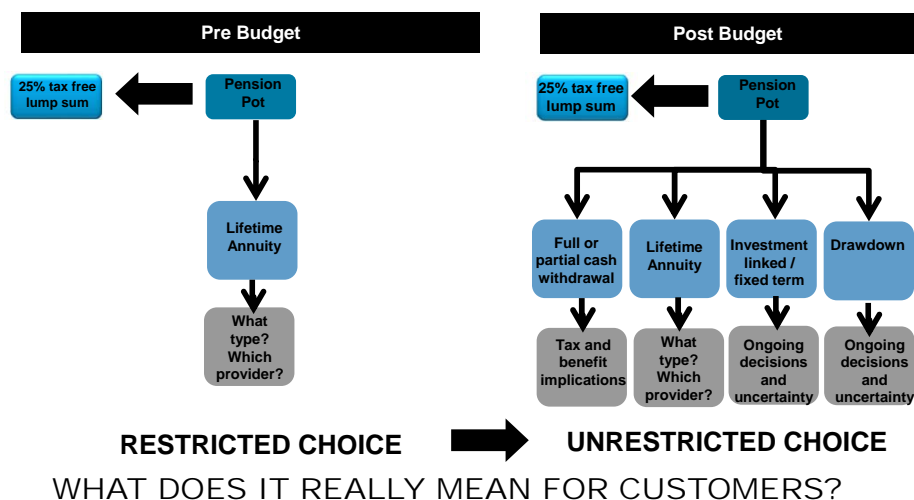 Pre Budget
25% tax free
lump sum
Pension
Pot
Lifetime
Annuity
What
type?
Which
provider?
RESTRICTED CHOICE
Post Budget
25% tax free
lump sum
Pension
Pot
Full or
partial cash
withdrawal
Lifetime
Annuity
Investment
linked /
fixed term
Drawdown
Tax and
benefit
implications
What
type?
Which
provider?
Ongoing
decisions
and
uncertainty
Ongoing
decisions
and
uncertainty
UNRESTRICTED CHOICE
WHAT DOES IT REALLY MEAN FOR CUSTOMERS?